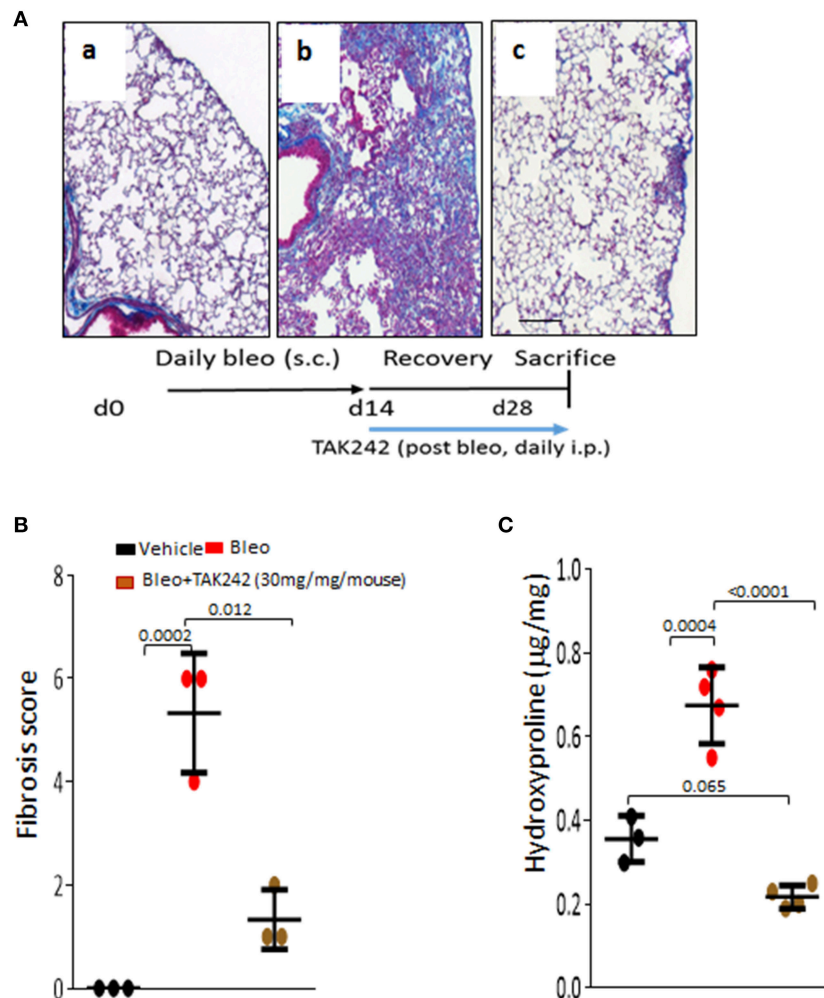 A
a b c
Daily bleo (s.c.) Recovery Sacrifice
d0 d14 d28
TAK242 (post bleo, daily i.p.)
B
Vehicle Bleo
Bleo+TAK242 (30mg/mg/mouse)
Fibrosis score
8
6
4
2
0
0.0002
0.012
C
Hydroxyproline (µg/mg)
1.0
0.8
0.6
0.4
0.2
0.0
<0.0001
0.0004
0.065